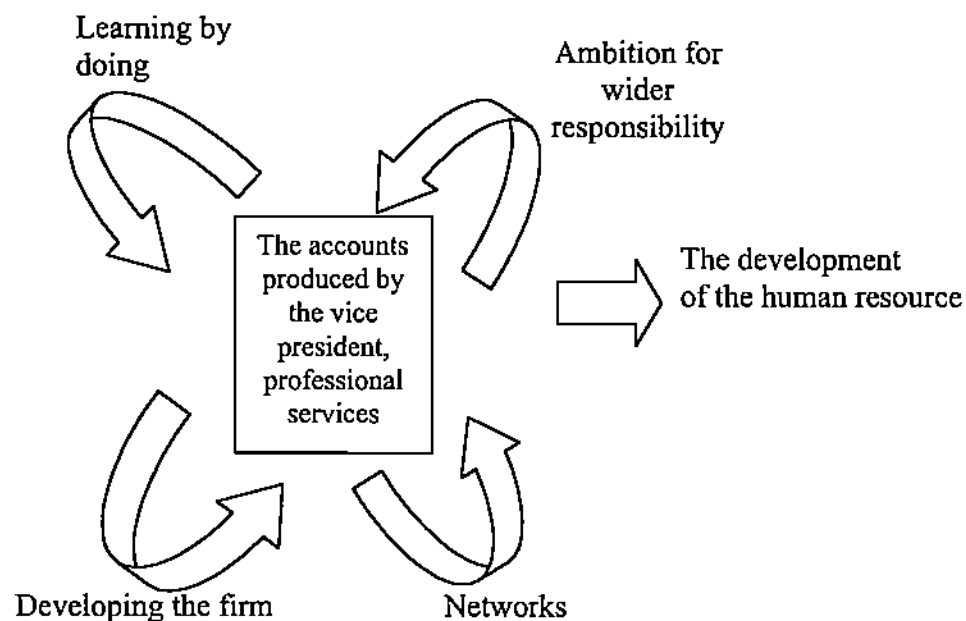 Learning by
doing
Ambition for
wider
responsibility
The accounts
produced by
the vice
president,
professional
services
The development
of the human resource
Developing the firm
Networks